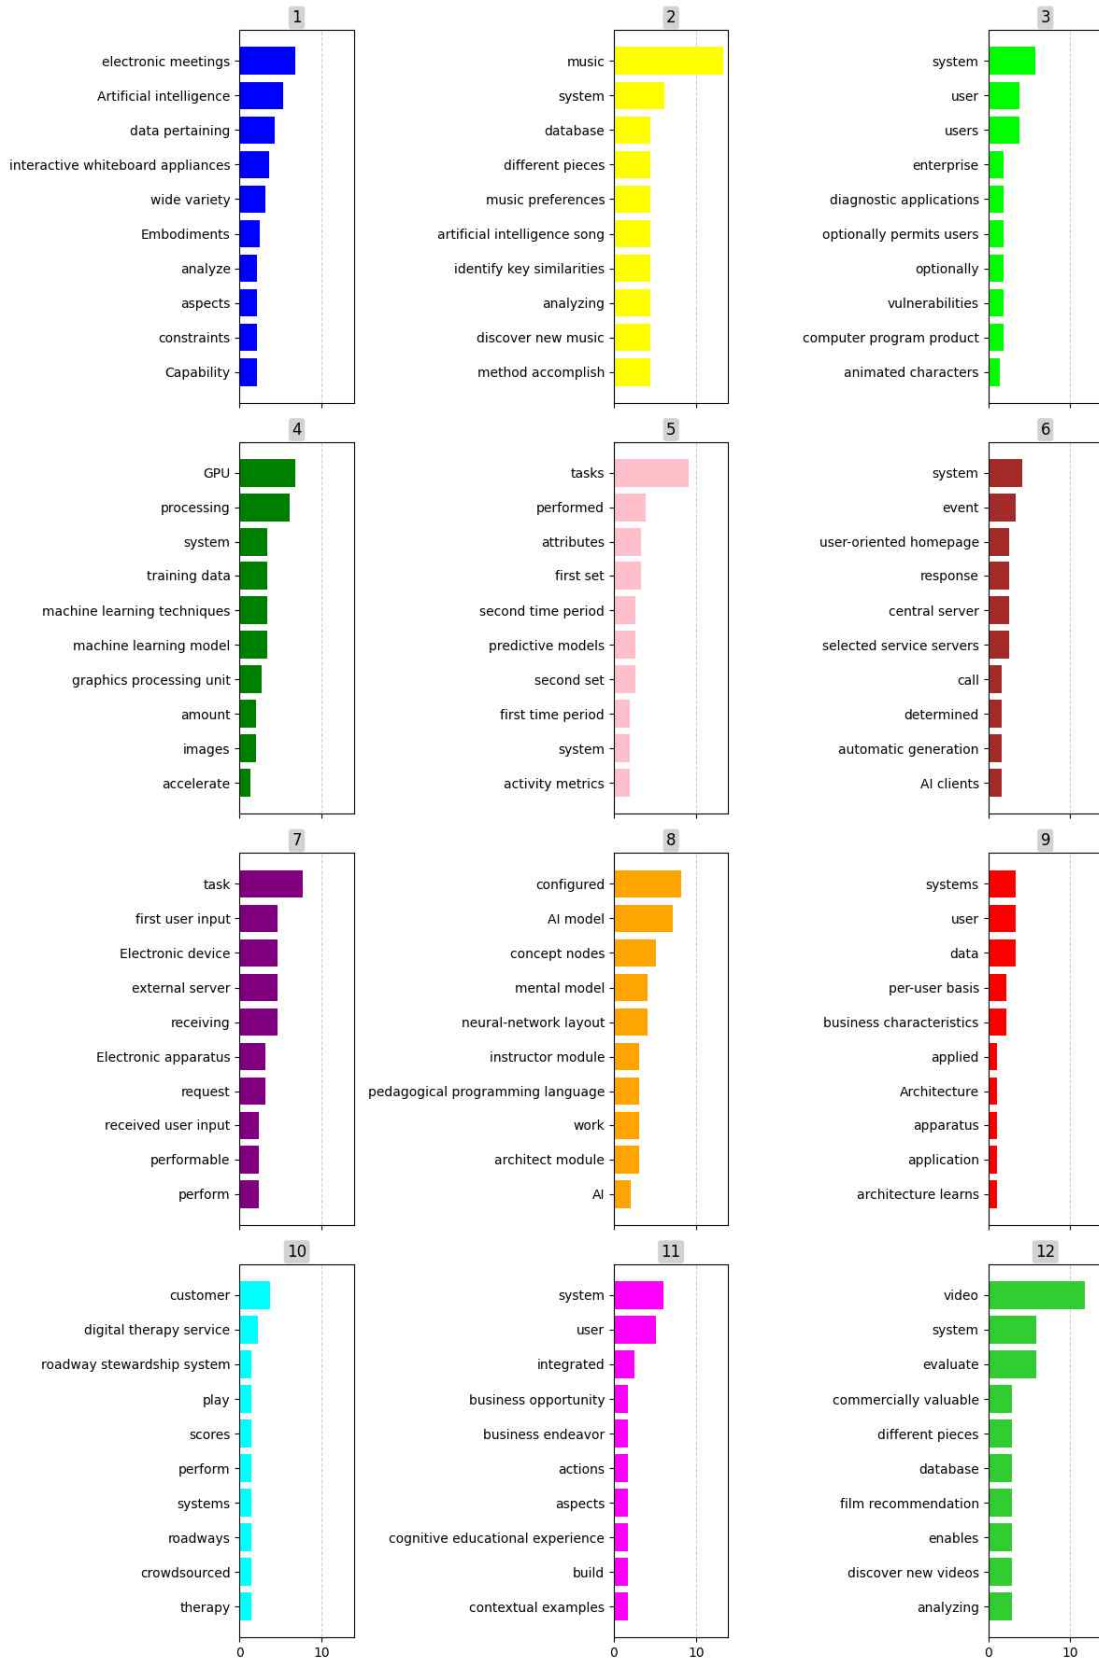 1
electronic meetings
Artificial intelligence
data pertaining
interactive whiteboard appliances
wide variety
Embodiments
analyze
aspects
constraints
Capability
2
music
system
database
different pieces
music preferences
artificial intelligence song
identify key similarities
analyzing
discover new music
method accomplish
3
system
user
users
enterprise
diagnostic applications
optionally permits users
optionally
vulnerabilities
computer program product
animated characters
4
GPU
processing
system
training data
machine learning techniques
machine learning model
graphics processing unit
amount
images
accelerate
5
tasks
performed
attributes
first set
second time period
predictive models
second set
first time period
system
activity metrics
6
system
event
user-oriented homepage
response
central server
selected service servers
call
determined
automatic generation
AI clients
7
task
first user input
Electronic device
external server
receiving
Electronic apparatus
request
received user input
performable
perform
8
configured
AI model
concept nodes
mental model
neural-network layout
instructor module
pedagogical programming language
work
architect module
AI
9
systems
user
data
per-user basis
business characteristics
applied
Architecture
apparatus
application
architecture learns
10
customer
digital therapy service
roadway stewardship system
play
scores
perform
systems
roadways
crowdsourced
therapy
0 10
11
system
user
integrated
business opportunity
business endeavor
actions
aspects
cognitive educational experience
build
contextual examples
0 10
12
video
system
evaluate
commercially valuable
different pieces
database
film recommendation
enables
discover new videos
analyzing
0 10